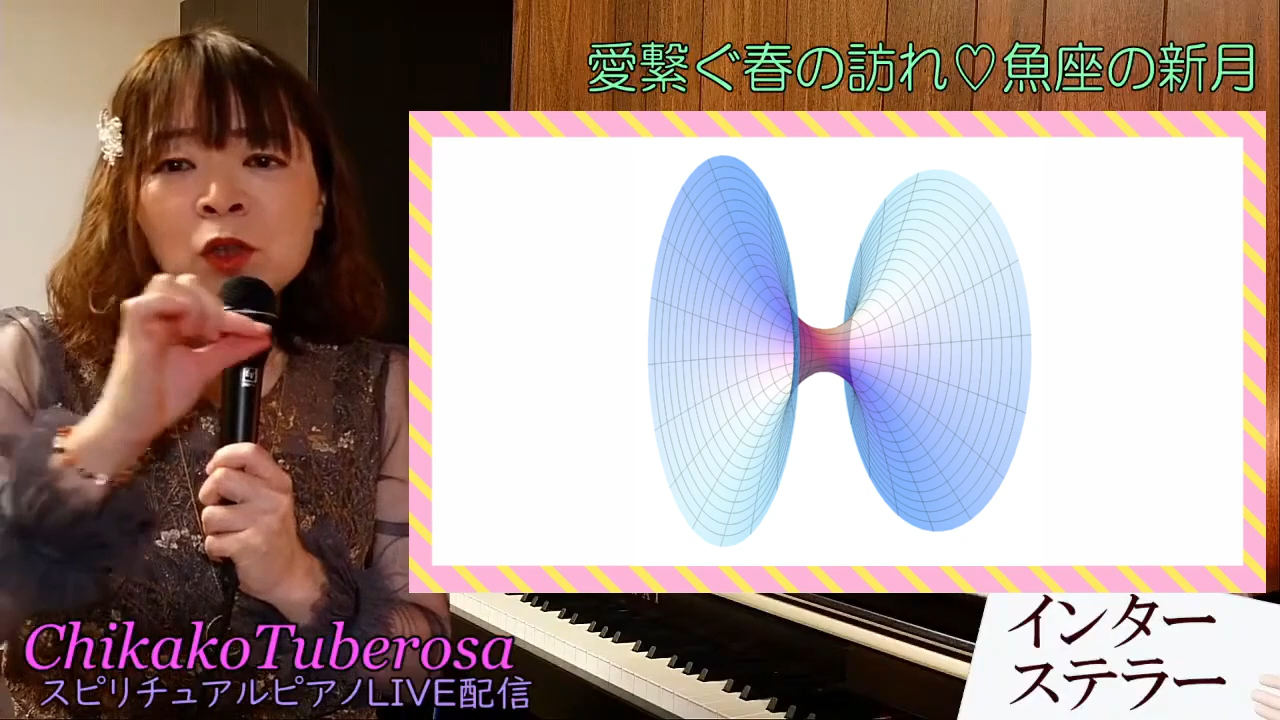 愛繋ぐ春の訪れ♡魚座の新月
ChikakoTuberosa
スピリチュアルピアノLIVE配信
インター
ステラー